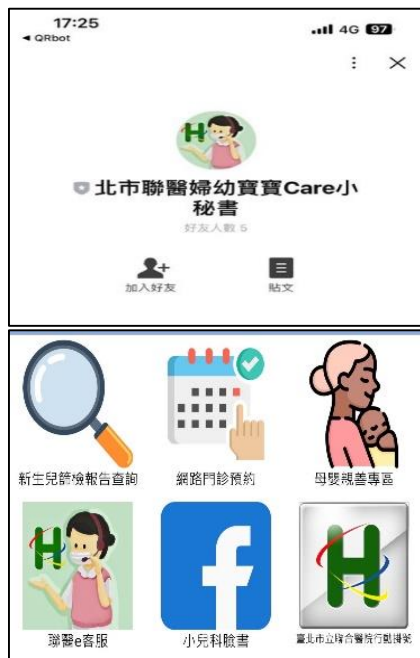 17:25
4G 97
◀ QRbot
北市聯醫婦幼寶寶Care小
秘書
好友人數 5
加入好友
貼文
新生兒篩檢報告查詢
網路門診預約
母嬰親善專區
聯醫e客服
小兒科臉書
臺北市立聯合醫院行動掛號